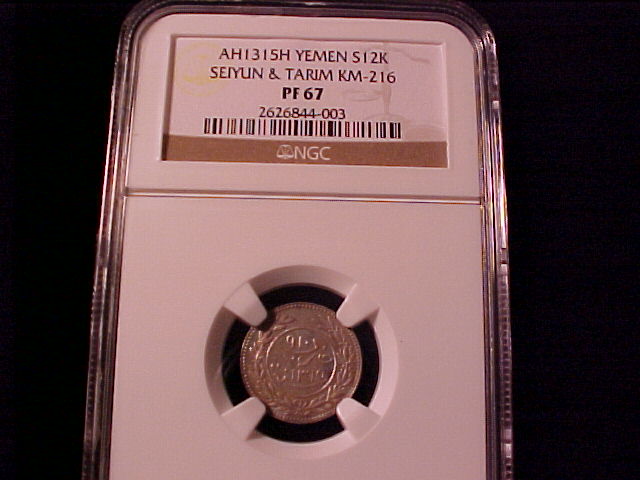 AH1315H YEMEN S12K
SEIYUN & TARIM KM-216
PF 67
2626844-003
NGC